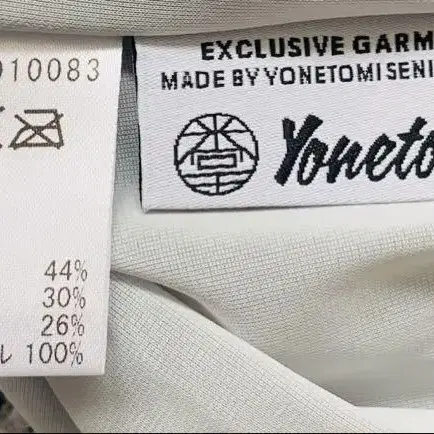 010083
44%
30%
26%
ル 100%
EXCLUSIVE GARM
MADE BY YONETOMI SENI
Yoneto